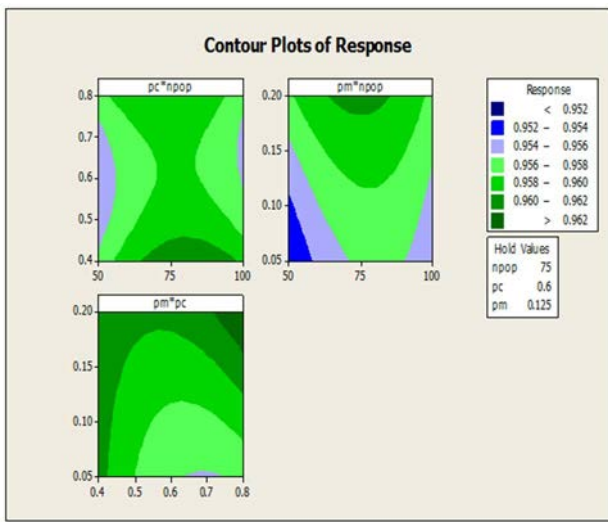 Contour Plots of Response
pc*npop
pm*npop
0.8
0.7
0.6
0.5
0.4
50 60 70 80 90 100
0.20
0.15
0.10
0.05
50 75 100
Response
< 0.952
0.952 – 0.954
0.954 – 0.956
0.956 – 0.958
0.958 – 0.960
0.960 – 0.962
> 0.962
Hold Values
npop 75
pc 0.6
pm 0.125
pm*pc
0.20
0.15
0.10
0.05
0.4 0.5 0.6 0.7 0.8